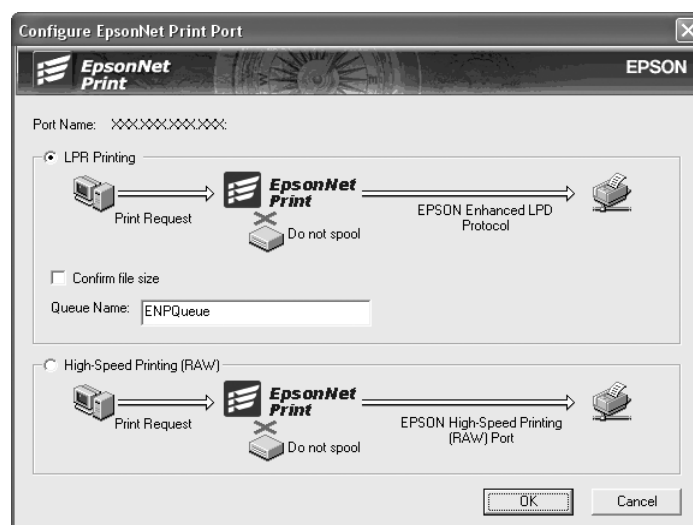 Configure EpsonNet Print Port
EpsonNet
Print
EPSON
Port Name: XXX.XXX.XXX.XXX:
LPR Printing
Print Request
EpsonNet
Print
Do not spool
EPSON Enhanced LPD
Protocol
Confirm file size
Queue Name: ENPQueue
High-Speed Printing (RAW)
Print Request
EpsonNet
Print
Do not spool
EPSON High-Speed Printing
(RAW) Port
OK
Cancel